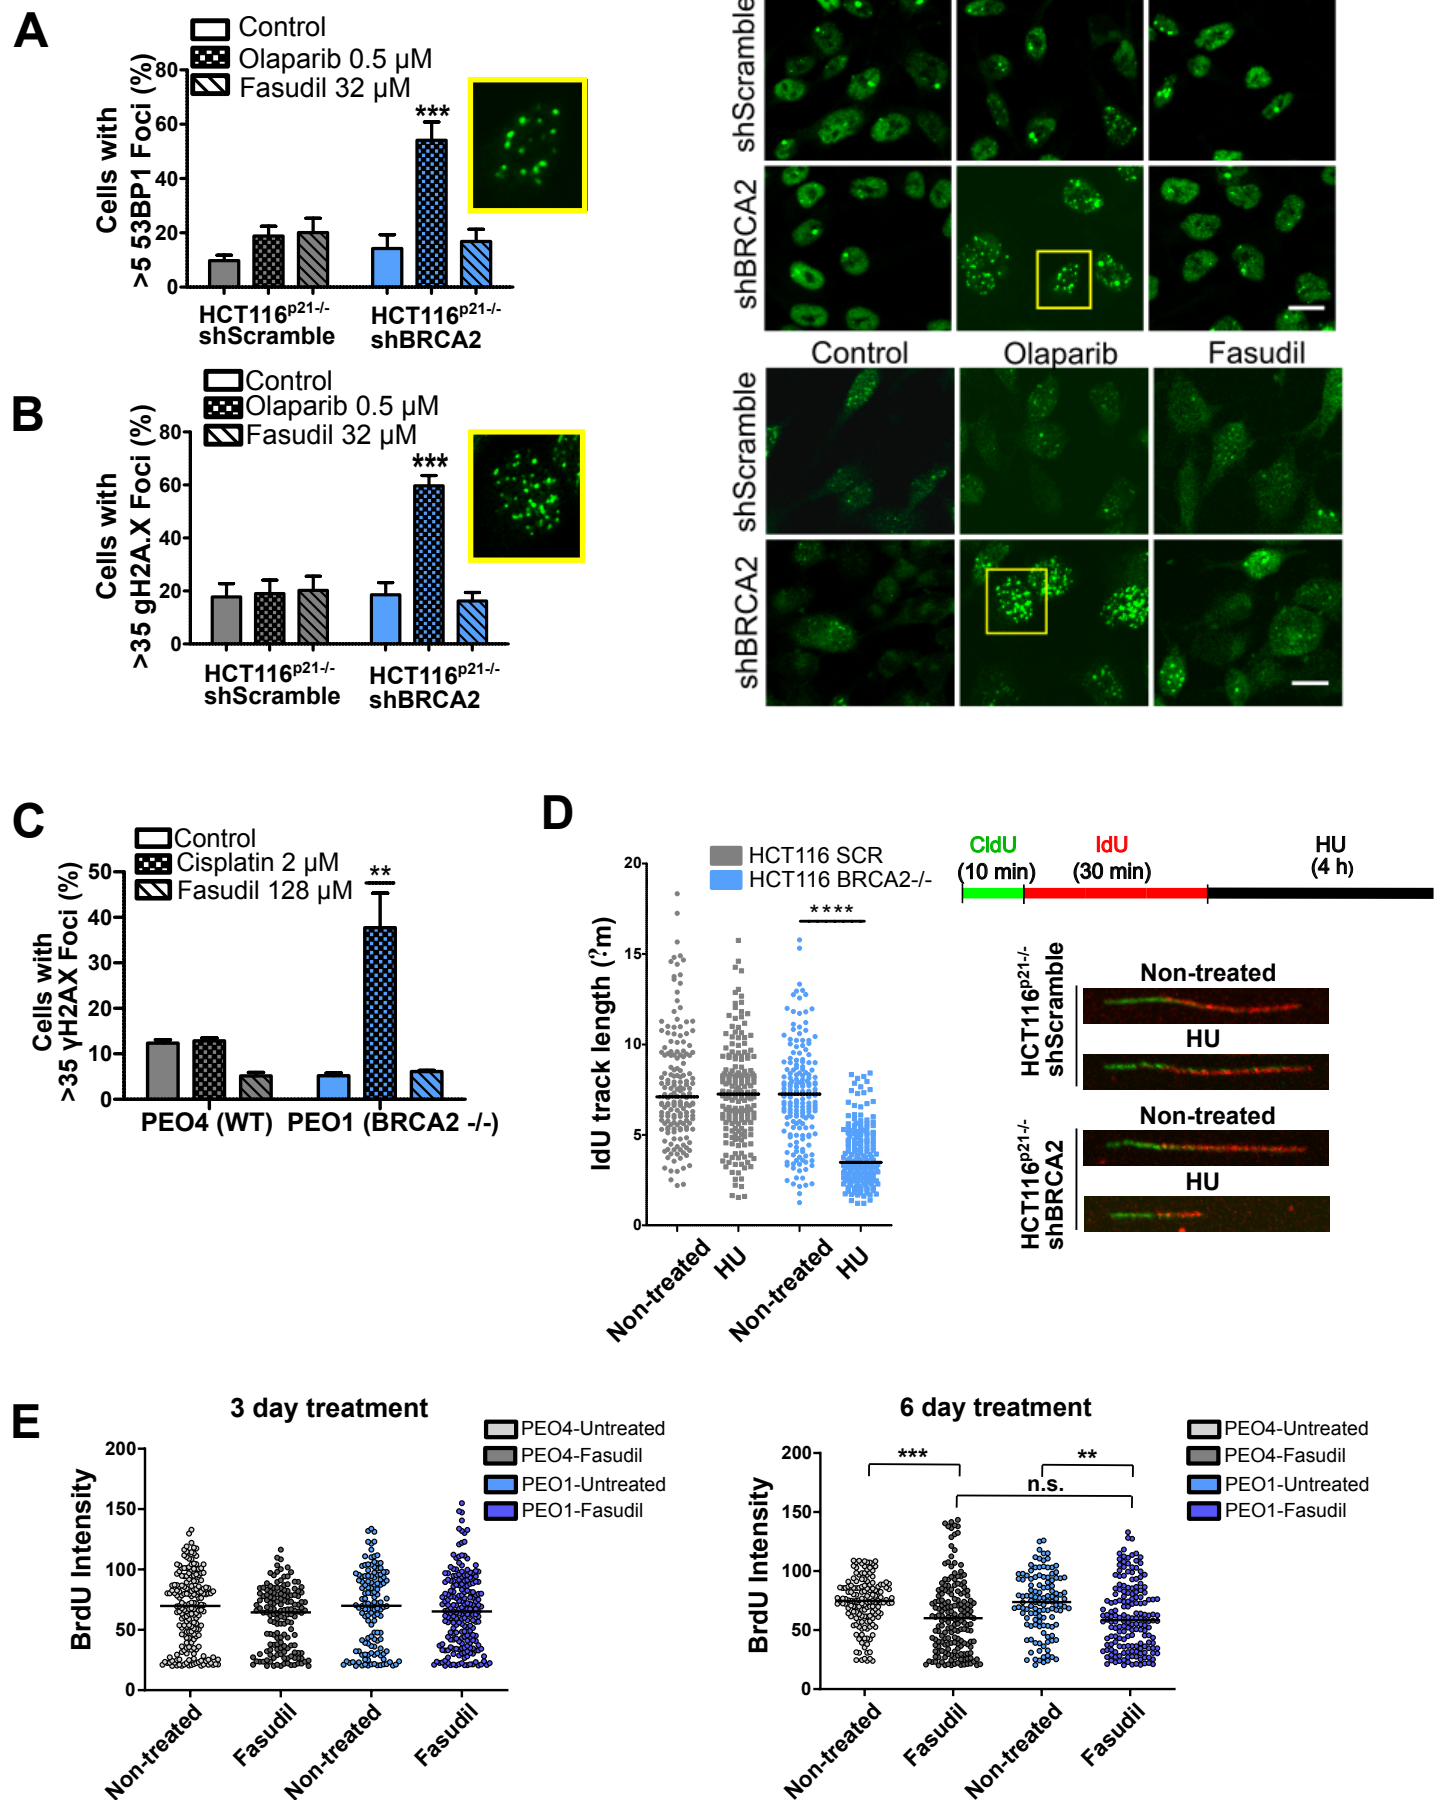 A
Control
Olaparib 0.5 µM
Fasudil 32 µM
Cells with
>5 53BP1 Foci (%)
80
60
40
20
0
***
HCT116p21-/-
shScramble
HCT116p21-/-
shBRCA2
shScramble
shBRCA2
Control
Olaparib
Fasudil
B
Control
Olaparib 0.5 µM
Fasudil 32 µM
Cells with
>35 gH2A.X Foci (%)
80
60
40
20
0
***
HCT116p21-/-
shScramble
HCT116p21-/-
shBRCA2
shScramble
shBRCA2
C
Control
Cisplatin 2 µM
Fasudil 128 µM
Cells with
>35 γH2AX Foci (%)
50
40
30
20
10
0
**
PEO4 (WT)
PEO1 (BRCA2 -/-)
D
HCT116 SCR
HCT116 BRCA2-/-
IdU track length (?m)
20
15
10
5
0
****
Non-treated
HU
Non-treated
HU
CldU
(10 min)
IdU
(30 min)
HU
(4 h)
HCT116p21-/-
shScramble
Non-treated
HU
HCT116p21-/-
shBRCA2
Non-treated
HU
E
3 day treatment
PEO4-Untreated
PEO4-Fasudil
PEO1-Untreated
PEO1-Fasudil
BrdU Intensity
200
150
100
50
0
Non-treated
Fasudil
Non-treated
Fasudil
6 day treatment
PEO4-Untreated
PEO4-Fasudil
PEO1-Untreated
PEO1-Fasudil
BrdU Intensity
200
150
100
50
0
***
**
n.s.
Non-treated
Fasudil
Non-treated
Fasudil